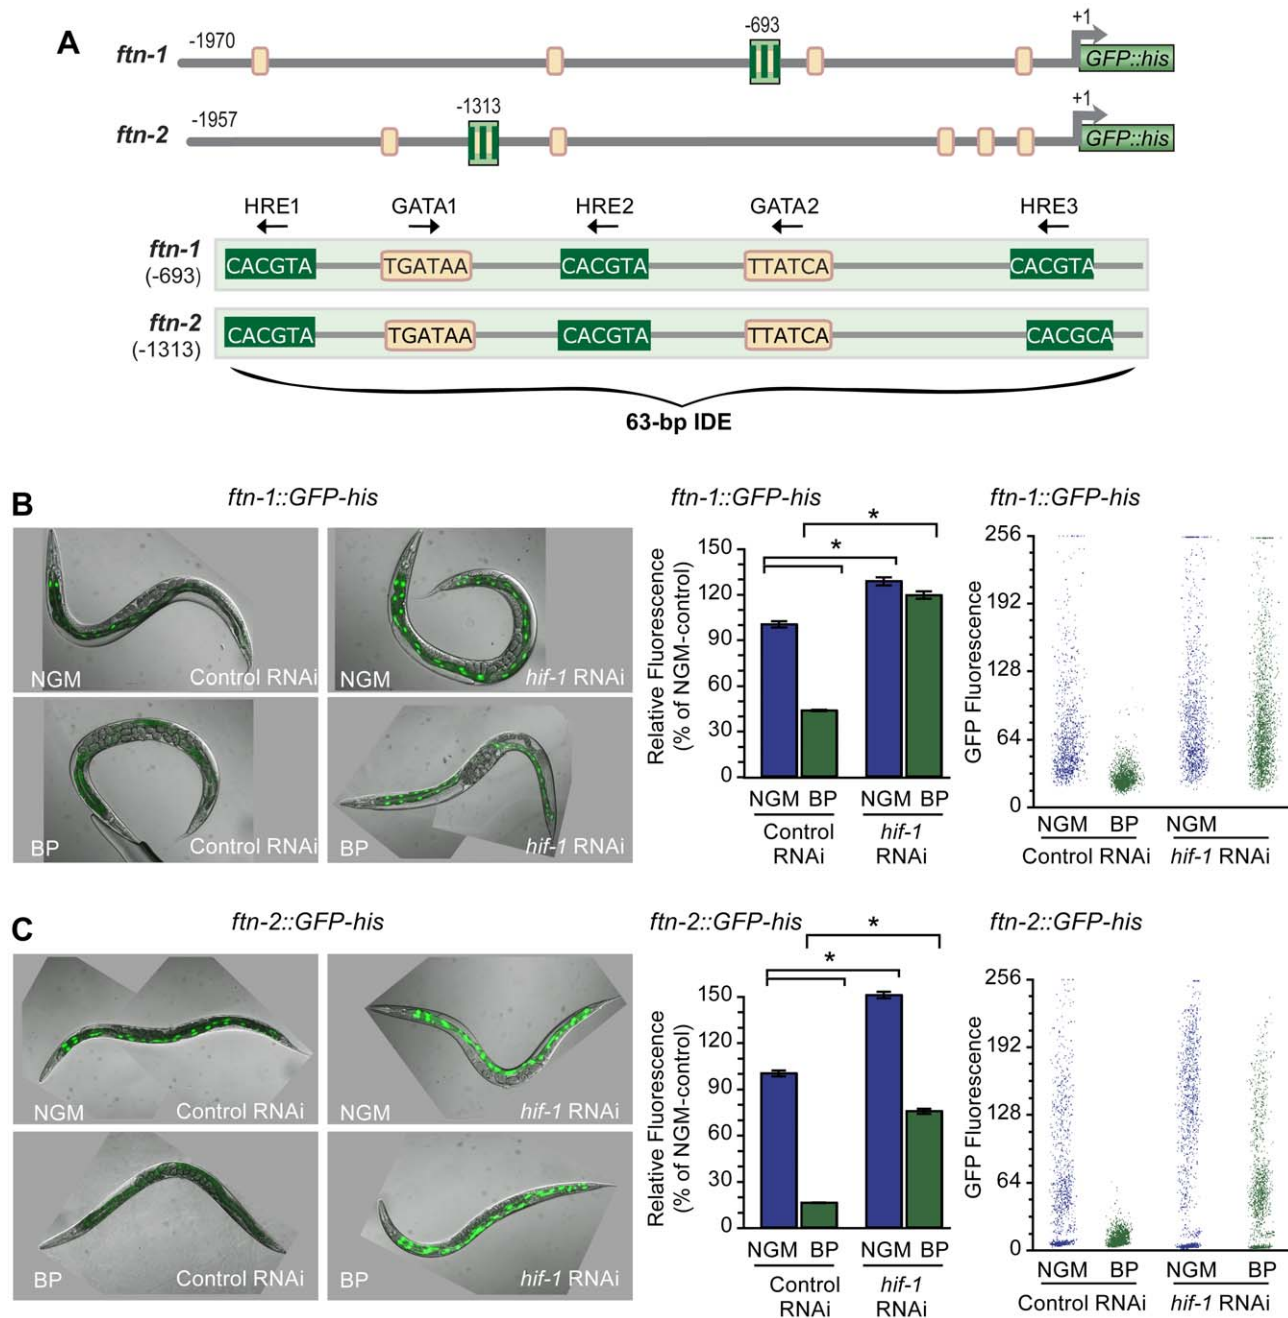 A
ftn-1
-1970
-693
+1
GFP::his
ftn-2
-1957
-1313
+1
GFP::his
HRE1 GATA1 HRE2 GATA2 HRE3
ftn-1
(-693)
CACGTA TGATAA CACGTA TTATCA CACGTA
ftn-2
(-1313)
CACGTA TGATAA CACGTA TTATCA CACGCA
63-bp IDE
B
ftn-1::GFP-his
NGM Control RNAi
NGM hif-1 RNAi
BP Control RNAi
BP hif-1 RNAi
ftn-1::GFP-his
Relative Fluorescence
(% of NGM-control)
150
120
90
60
30
0
*
*
NGM BP NGM BP
Control
RNAi
hif-1
RNAi
ftn-1::GFP-his
GFP Fluorescence
256
192
128
64
0
NGM BP NGM
Control RNAi hif-1 RNAi
C
ftn-2::GFP-his
NGM Control RNAi
NGM hif-1 RNAi
BP Control RNAi
BP hif-1 RNAi
ftn-2::GFP-his
Relative Fluorescence
(% of NGM-control)
150
120
90
60
30
0
*
*
NGM BP NGM BP
Control
RNAi
hif-1
RNAi
ftn-2::GFP-his
GFP Fluorescence
256
192
128
64
0
NGM BP NGM BP
Control RNAi hif-1 RNAi